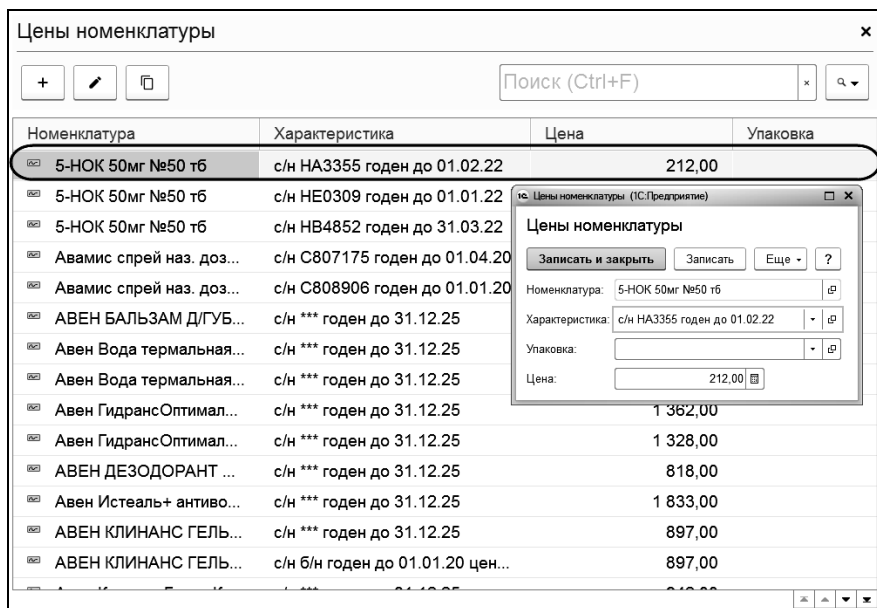 Цены номенклатуры
Поиск (Ctrl+F)
Номенклатура Характеристика Цена Упаковка
5-НОК 50мг №50 тб с/н НА3355 годен до 01.02.22 212,00
5-НОК 50мг №50 тб с/н НЕ0309 годен до 01.01.22
5-НОК 50мг №50 тб с/н НВ4852 годен до 31.03.22
Авамис спрей наз. доз... с/н С807175 годен до 01.04.20
Авамис спрей наз. доз... с/н С808906 годен до 01.01.20
АВЕН БАЛЬЗАМ Д/ГУБ... с/н *** годен до 31.12.25
Авен Вода термальная... с/н *** годен до 31.12.25
Авен Вода термальная... с/н *** годен до 31.12.25
Авен ГидрансОптимал... с/н *** годен до 31.12.25 1 362,00
Авен ГидрансОптимал... с/н *** годен до 31.12.25 1 328,00
АВЕН ДЕЗОДОРАНТ ... с/н *** годен до 31.12.25 818,00
Авен Истеаль+ антиво... с/н *** годен до 31.12.25 1 833,00
АВЕН КЛИНАНС ГЕЛЬ... с/н *** годен до 31.12.25 897,00
АВЕН КЛИНАНС ГЕЛЬ... с/н б/н годен до 01.01.20 цен... 897,00
1С Цены номенклатуры (1С:Предприятие)
Цены номенклатуры
Записать и закрыть Записать Еще ?
Номенклатура: 5-НОК 50мг №50 тб
Характеристика: с/н НА3355 годен до 01.02.22
Упаковка:
Цена: 212,00